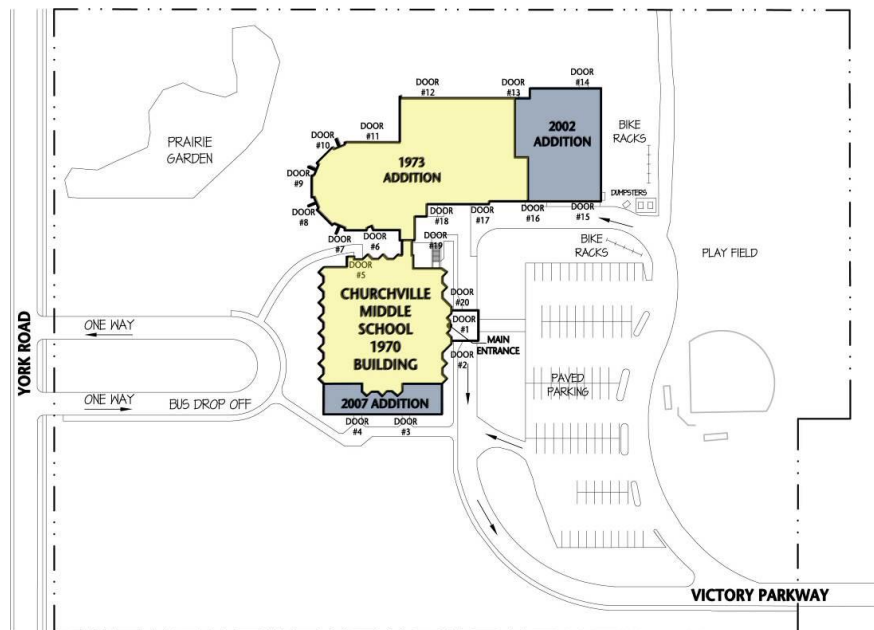 DOOR
#14
DOOR
#12
DOOR
#13
2002
ADDITION
BIKE
RACKS
DOOR
#11
DOOR
#10
PRAIRIE
GARDEN
1973
ADDITION
DOOR
#9
DUMPSTERS
DOOR
#8
DOOR
#18
DOOR
#17
DOOR
#16
DOOR
#15
DOOR
#7
DOOR
#6
DOOR
#19
BIKE
RACKS
PLAY FIELD
DOOR
#5
CHURCHVILLE
MIDDLE
SCHOOL
1970
BUILDING
DOOR
#20
DOOR
#1
MAIN
ENTRANCE
DOOR
#2
YORK ROAD
ONE WAY
ONE WAY
BUS DROP OFF
PAVED
PARKING
2007 ADDITION
DOOR
#4
DOOR
#3
VICTORY PARKWAY